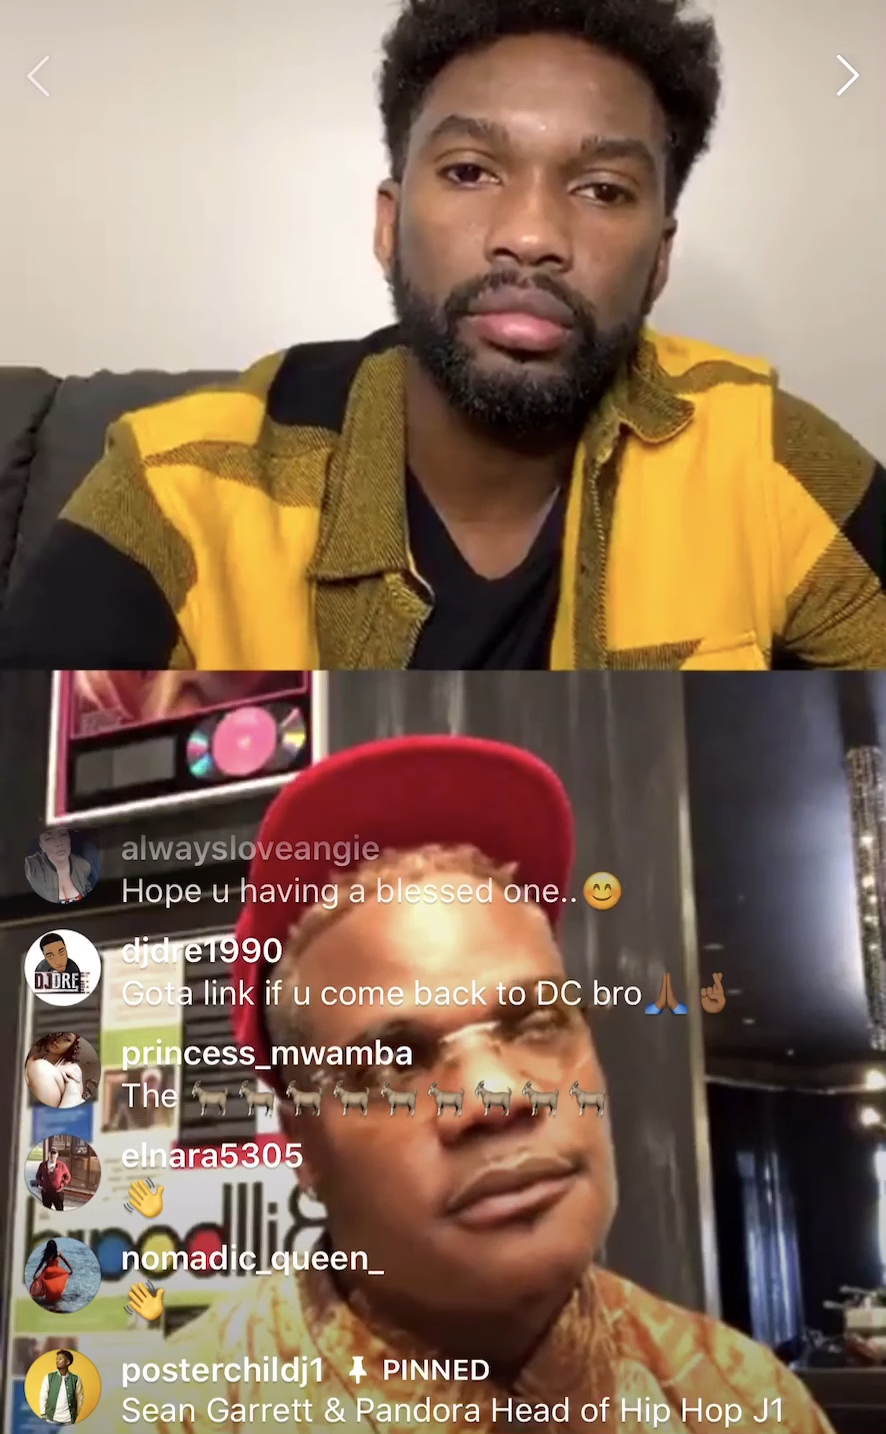 alwaysloveangie
Hope u having a blessed one..😊
djdre1990
DJDRE
Gota link if u come back to DC bro🙏🏾🤞🏾
princess_mwamba
The 🐐🐐🐐🐐🐐🐐🐐🐐🐐
elnara5305
👋
nomadic_queen_
👋
posterchildj1 📌 PINNED
Sean Garrett & Pandora Head of Hip Hop J1